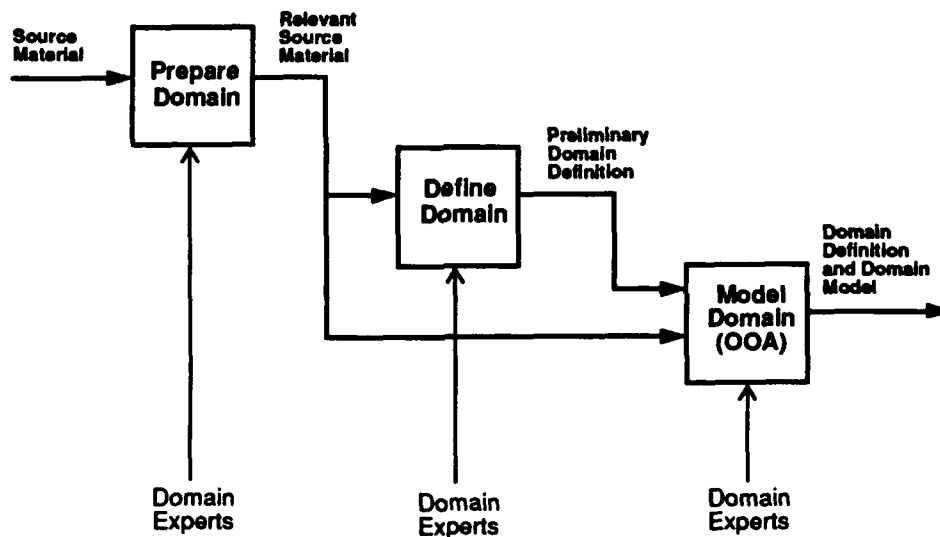 Source
Material
Relevant
Source
Material
Prepare
Domain
Preliminary
Domain
Definition
Define
Domain
Domain
Definition
and Domain
Model
Model
Domain
(OOA)
Domain
Experts
Domain
Experts
Domain
Experts